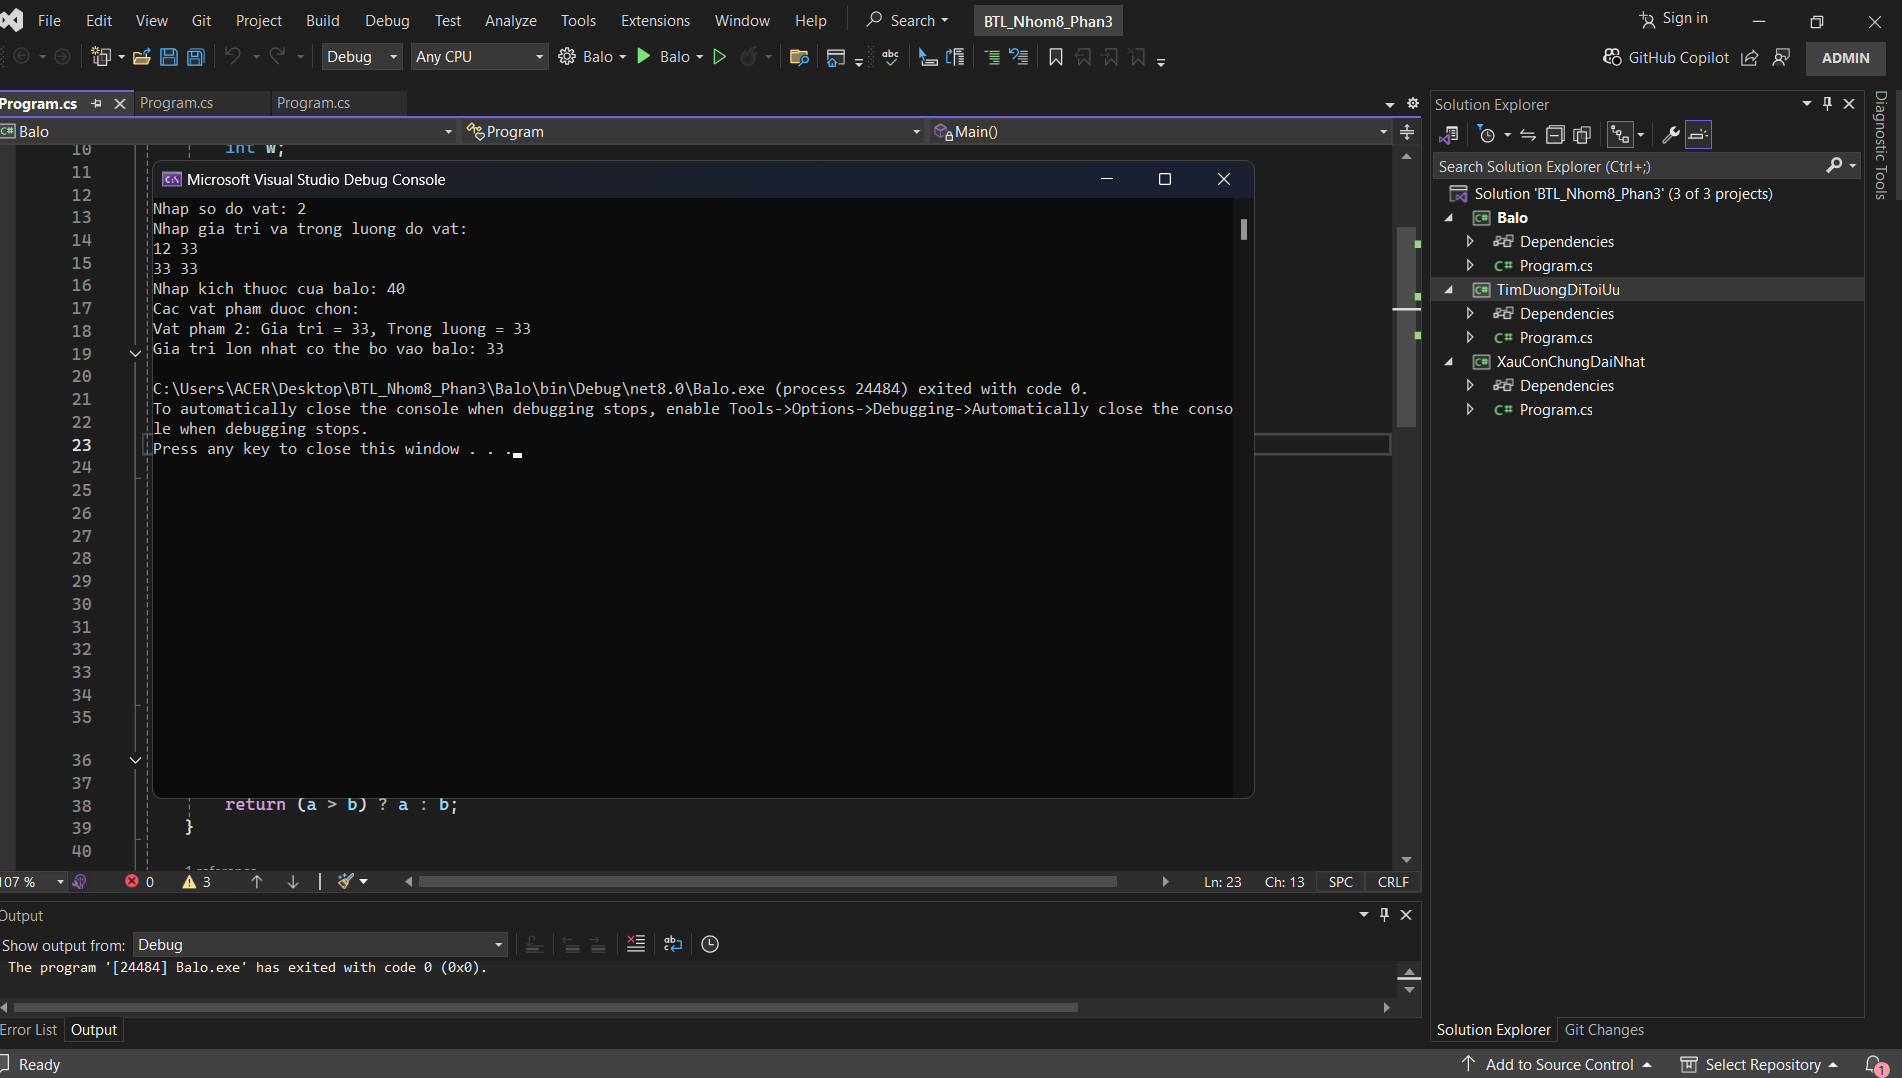 File Edit View Git Project Build Debug Test Analyze Tools Extensions Window Help Search BTL_Nhom8_Phan3 Sign in
Debug Any CPU Balo Balo GitHub Copilot ADMIN
Program.cs Program.cs Program.cs
Balo Program Main()
10 int w;
11
12
13
14
15
16
17
18
19
20
21
22
23
24
25
26
27
28
29
30
31
32
33
34
35
36
37
38 return (a > b) ? a : b;
39 }
40
Microsoft Visual Studio Debug Console
Nhap so do vat: 2
Nhap gia tri va trong luong do vat:
12 33
33 33
Nhap kich thuoc cua balo: 40
Cac vat pham duoc chon:
Vat pham 2: Gia tri = 33, Trong luong = 33
Gia tri lon nhat co the bo vao balo: 33
C:\Users\ACER\Desktop\BTL_Nhom8_Phan3\Balo\bin\Debug\net8.0\Balo.exe (process 24484) exited with code 0.
To automatically close the console when debugging stops, enable Tools->Options->Debugging->Automatically close the conso
le when debugging stops.
Press any key to close this window . . .
107 % 0 3 Ln: 23 Ch: 13 SPC CRLF
Output
Show output from: Debug
The program '[24484] Balo.exe' has exited with code 0 (0x0).
Error List Output
Solution Explorer
Search Solution Explorer (Ctrl+;)
Solution 'BTL_Nhom8_Phan3' (3 of 3 projects)
Balo
Dependencies
C# Program.cs
TimDuongDiToiUu
Dependencies
C# Program.cs
XauConChungDaiNhat
Dependencies
C# Program.cs
Solution Explorer Git Changes
Diagnostic Tools
Ready Add to Source Control Select Repository 1